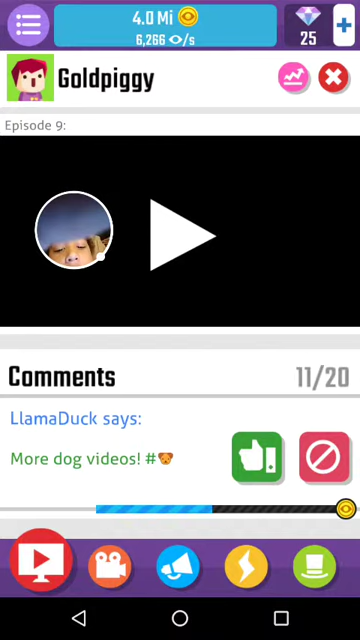 4.0 Mi
6,266 /s
25
Goldpiggy
Episode 9:
Comments
11/20
LlamaDuck says:
More dog videos! #🐶